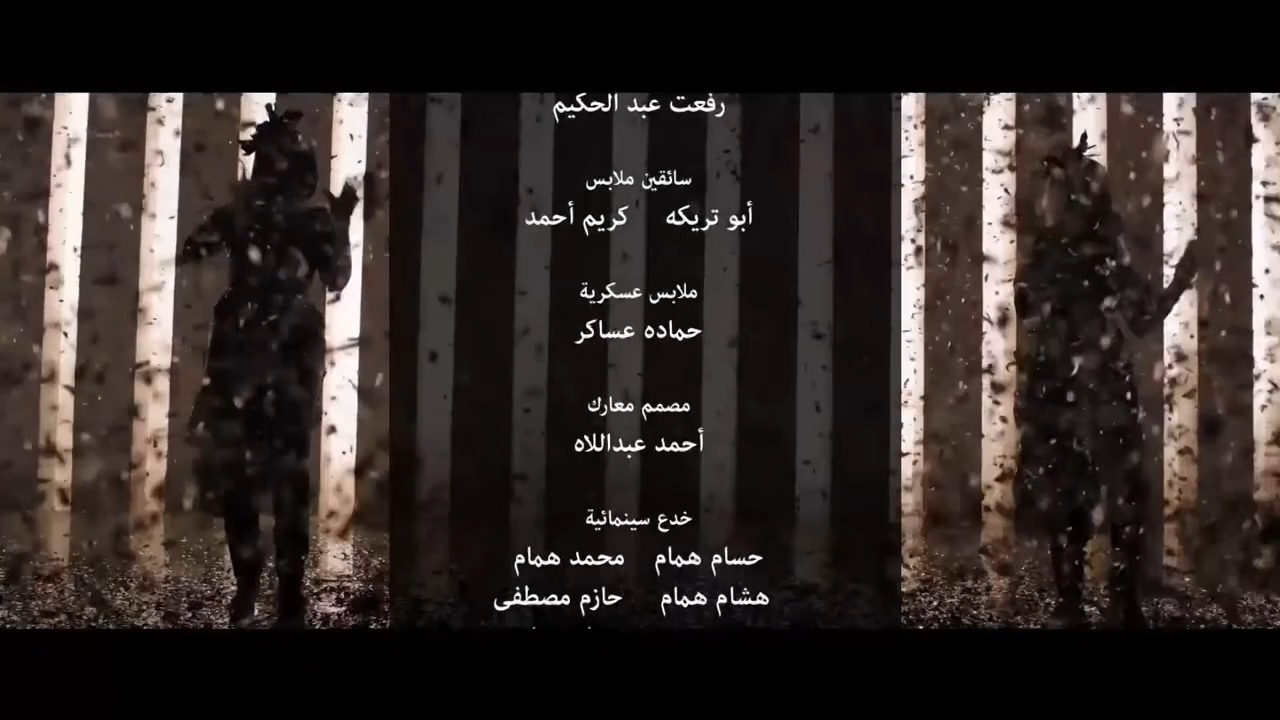 رفعت عبد الحكيم
سائقين ملابس
أبو تريكه كريم أحمد
ملابس عسكرية
حماده عساكر
مصمم معارك
أحمد عبداللاه
خدع سينمائية
حسام همام محمد همام
هشام همام حازم مصطفى